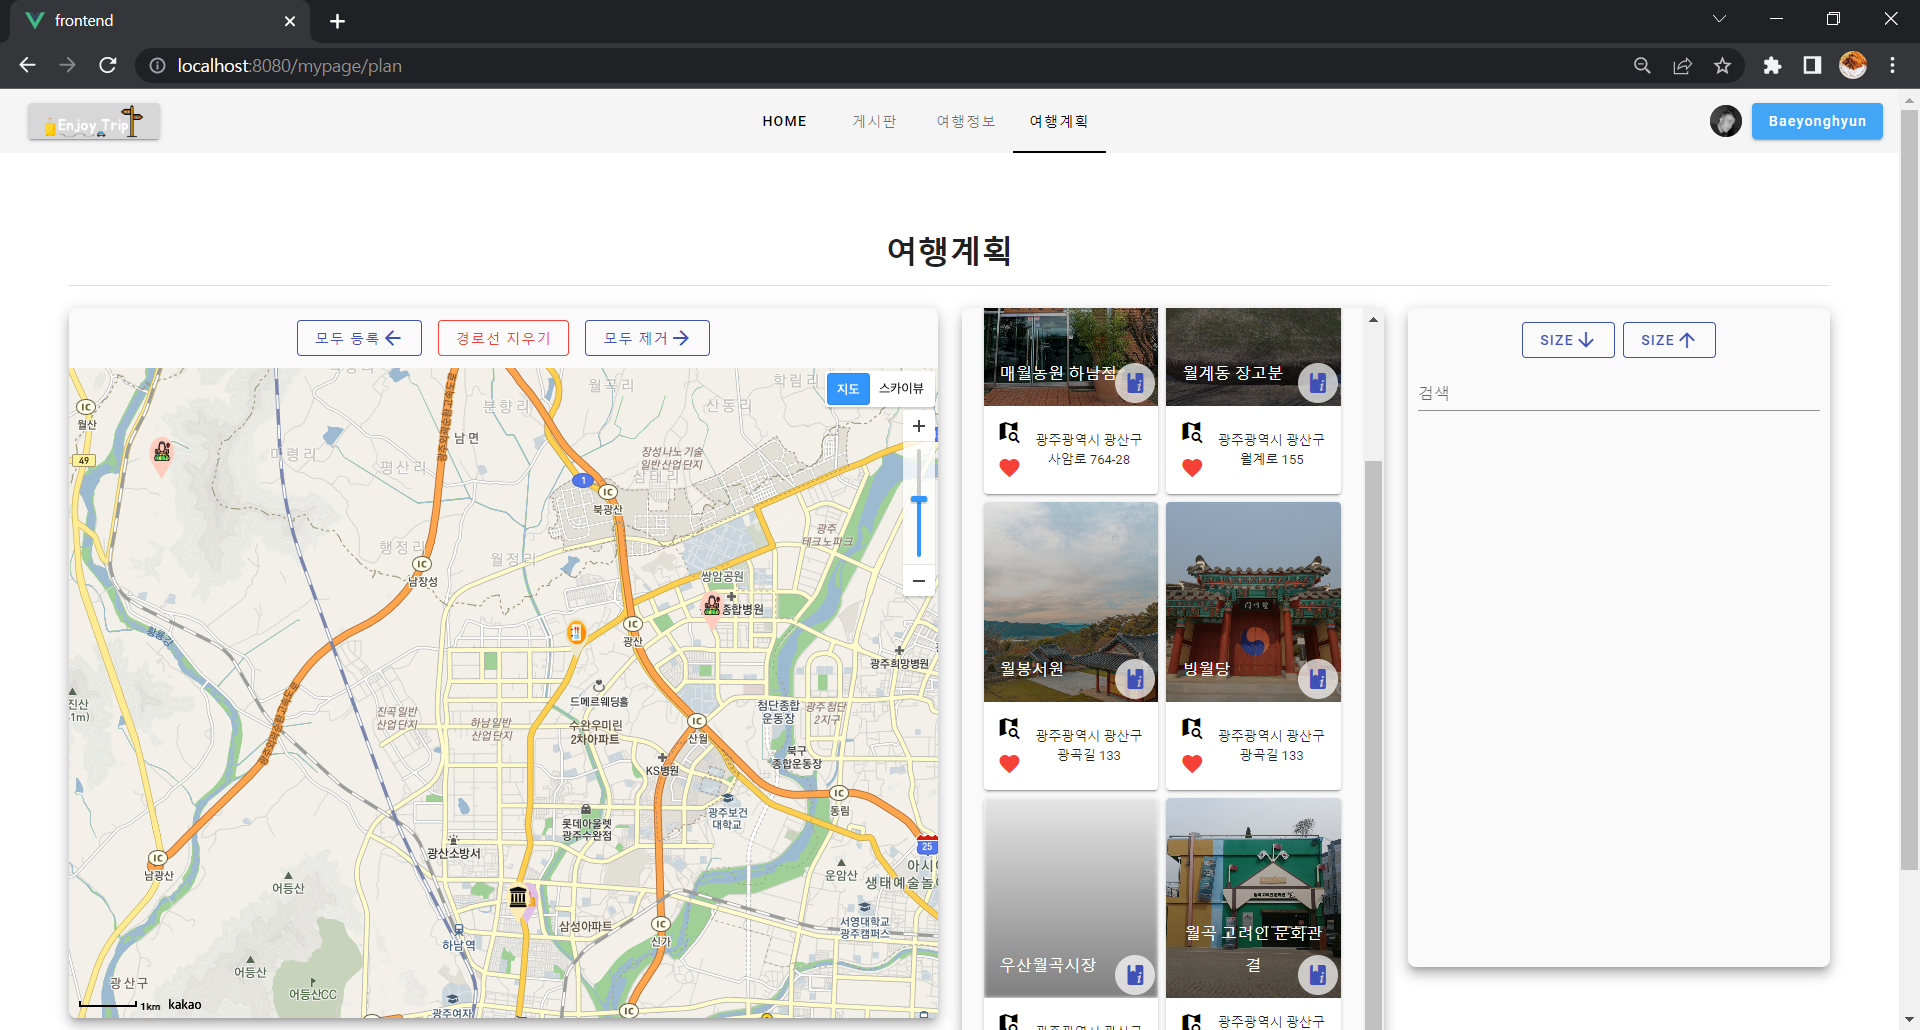 frontend
localhost:8080/mypage/plan
Enjoy Trip
HOME
게시판
여행정보
여행계획
Baeyonghyun
여행계획
모두 등록
경로선 지우기
모두 제거
지도
스카이뷰
월산
49
남면
마령리
평산리
분향리
월곡리
학림리
산동리
장성나노기술
일반산업단지
삼태리
1
IC
북광산
광주
테크노파크
행정리
월정리
IC
남장성
쌍암공원
종합병원
IC
광산
광주희망병원
황룡강
드메르웨딩홀
수완우미린
2차아파트
첨단종합
운동장
광주첨단
2지구
진곡일반
산업단지
하남일반
산업단지
IC
산월
KS병원
북구
종합운동장
IC
동림
광주보건
대학교
롯데아울렛
광주수완점
광산소방서
25
IC
남광산
어등산
운암산
생태예술놀
서영대학교
광주캠퍼스
삼성아파트
하남역
IC
신가
어등산
광산구
어등산CC
광주여자
IC
1km
kakao
매월농원 하남점
광주광역시 광산구
사암로 764-28
월계동 장고분
광주광역시 광산구
월계로 155
월봉서원
광주광역시 광산구
광곡길 133
빙월당
광주광역시 광산구
광곡길 133
우산월곡시장
월곡 고려인 문화관
결
광주광역시 광산구
SIZE
SIZE
검색